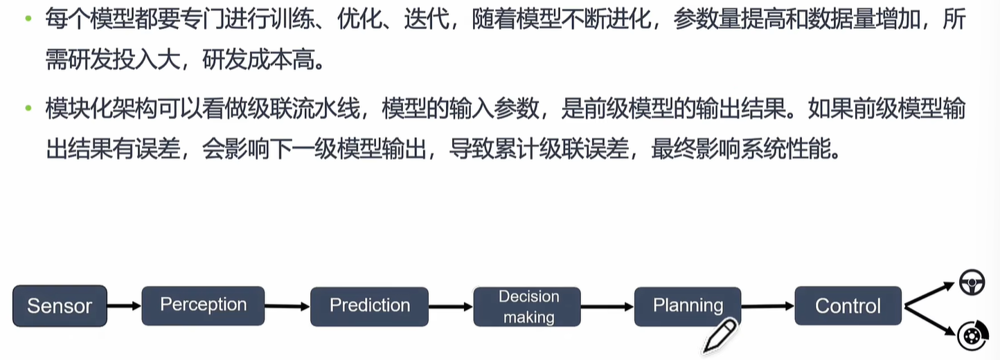 每个模型都要专门进行训练、优化、迭代，随着模型不断进化，参数量提高和数据量增加，所
需研发投入大，研发成本高。
模块化架构可以看做级联流水线，模型的输入参数，是前级模型的输出结果。如果前级模型输
出结果有误差，会影响下一级模型输出，导致累计级联误差，最终影响系统性能。
Sensor
Perception
Prediction
Decision
making
Planning
Control